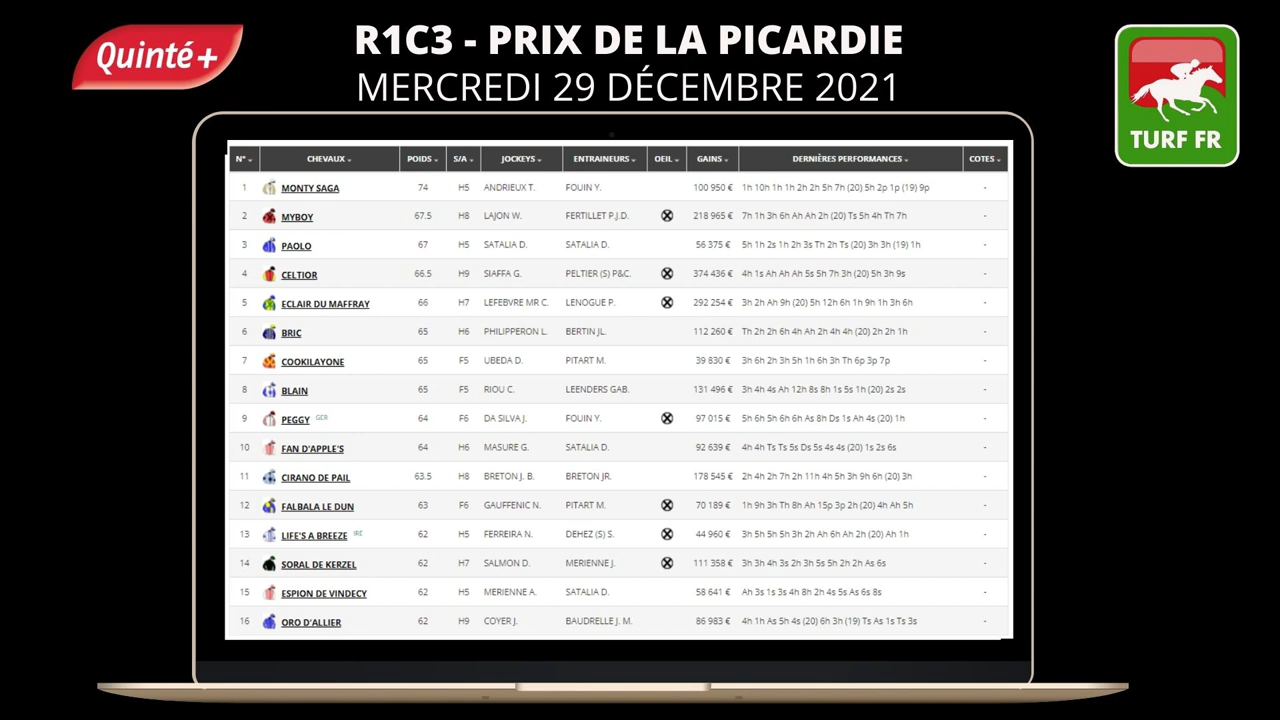 Quinté+
R1C3 - PRIX DE LA PICARDIE
MERCREDI 29 DÉCEMBRE 2021
TURF FR
N° CHEVAUX POIDS S/A JOCKEYS ENTRAINEURS OEIL GAINS DERNIÈRES PERFORMANCES COTES
1 MONTY SAGA 74 H5 ANDRIEUX T. FOUIN Y. 100 950 € 1h 10h 1h 1h 2h 2h 5h 7h (20) 5h 2p 1p (19) 9p -
2 MYBOY 67.5 H8 LAJON W. FERTILLET P.J.D. 218 965 € 7h 1h 3h 6h Ah Ah 2h (20) Ts 5h 4h Th 7h -
3 PAOLO 67 H5 SATALIA D. SATALIA D. 56 375 € 5h 1h 2s 1h 2h 3s Th 2h Ts (20) 3h 3h (19) 1h -
4 CELTIOR 66.5 H9 SIAFFA G. PELTIER (S) P&C. 374 436 € 4h 1s Ah Ah Ah 5s 5h 7h 3h (20) 5h 3h 9s -
5 ECLAIR DU MAFFRAY 66 H7 LEFEBVRE MR C. LENOGUE P. 292 254 € 3h 2h Ah 9h (20) 5h 12h 6h 1h 9h 1h 3h 6h -
6 BRIC 65 H6 PHILIPPERON L. BERTIN JL. 112 260 € Th 2h 2h 6h 4h Ah 2h 4h 4h (20) 2h 2h 1h -
7 COOKILAYONE 65 F5 UBEDA D. PITART M. 39 830 € 3h 6h 2h 3h 5h 1h 6h 3h Th 6p 3p 7p -
8 BLAIN 65 F5 RIOU C. LEENDERS GAB. 131 496 € 3h 4h 4s Ah 12h 8s 8h 1s 5s 1h (20) 2s 2s -
9 PEGGY GER 64 F6 DA SILVA J. FOUIN Y. 97 015 € 5h 6h 5h 6h 6h As 8h Ds 1s Ah 4s (20) 1h -
10 FAN D'APPLE'S 64 H6 MASURE G. SATALIA D. 92 639 € 4h 4h Ts Ts 5s Ds 5s 4s 4s (20) 1s 2s 6s -
11 CIRANO DE PAIL 63.5 H8 BRETON J. B. BRETON JR. 178 545 € 2h 4h 2h 7h 2h 11h 4h 5h 3h 9h 6h (20) 3h -
12 FALBALA LE DUN 63 F6 GAUFFENIC N. PITART M. 70 189 € 1h 9h 3h Th 8h Ah 15p 3p 2h (20) 4h Ah 5h -
13 LIFE'S A BREEZE IRE 62 H5 FERREIRA N. DEHEZ (S) S. 44 960 € 3h 5h 5h 5h 3h 2h Ah 6h Ah 2h (20) Ah 1h -
14 SORAL DE KERZEL 62 H7 SALMON D. MERIENNE J. 111 358 € 3h 3h 4h 3s 2h 3h 5s 5h 2h 2h As 6s -
15 ESPION DE VINDECY 62 H5 MERIENNE A. SATALIA D. 58 641 € Ah 3s 1s 3s 4h 8h 2h 4s 5s As 6s 8s -
16 ORO D'ALLIER 62 H9 COYER J. BAUDRELLE J. M. 86 983 € 4h 1h As 5h 4s (20) 6h 3h (19) Ts As 1s Ts 3s -